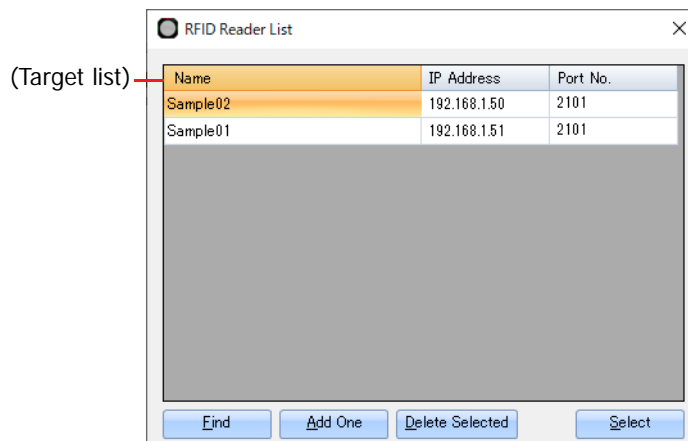 RFID Reader List
(Target list)
Name IP Address Port No.
Sample02 192.168.1.50 2101
Sample01 192.168.1.51 2101
Find Add One Delete Selected Select